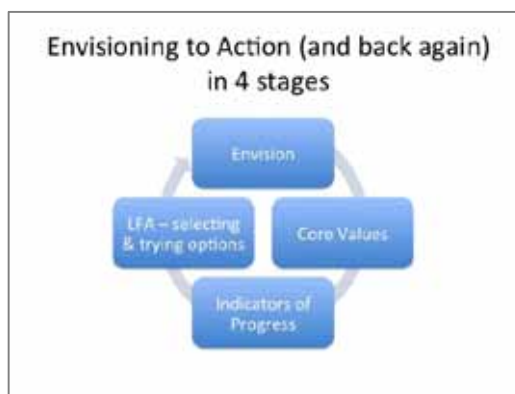 Envisioning to Action (and back again)
in 4 stages
Envision
Core Values
Indicators of
Progress
LFA – selecting
& trying options